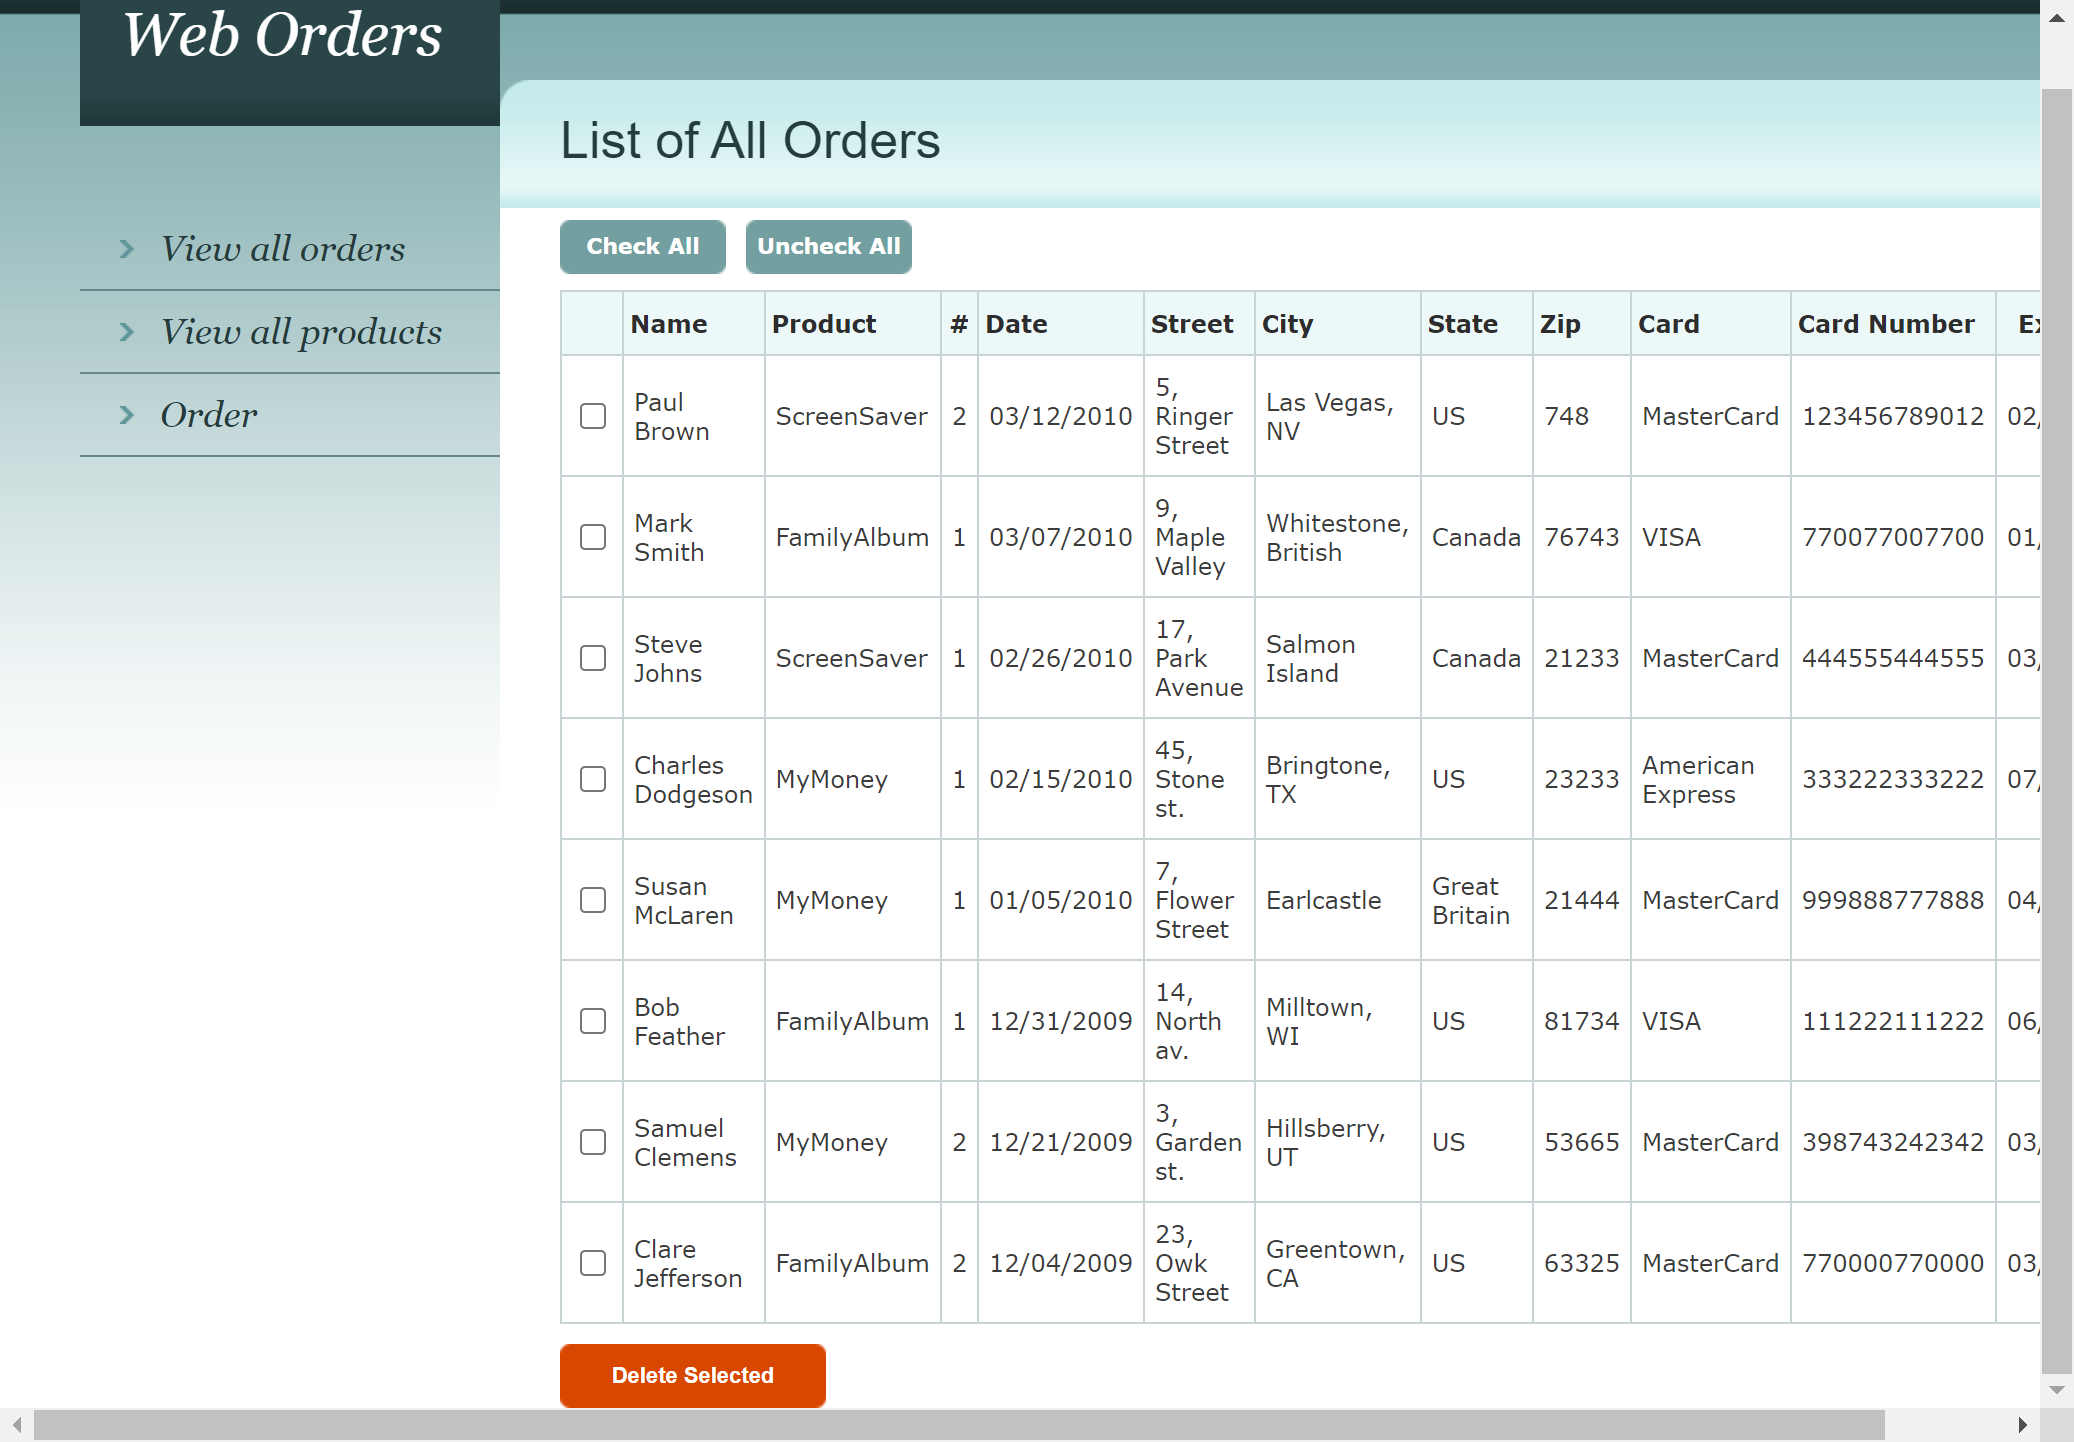 Web Orders
View all orders
View all products
Order
List of All Orders
Check All Uncheck All
Name Product # Date Street City State Zip Card Card Number
Paul Brown ScreenSaver 2 03/12/2010 5, Ringer Street Las Vegas, NV US 748 MasterCard 123456789012 02/
Mark Smith FamilyAlbum 1 03/07/2010 9, Maple Valley Whitestone, British Canada 76743 VISA 770077007700 01/
Steve Johns ScreenSaver 1 02/26/2010 17, Park Avenue Salmon Island Canada 21233 MasterCard 444555444555 03/
Charles Dodgeson MyMoney 1 02/15/2010 45, Stone st. Bringtone, TX US 23233 American Express 333222333222 07/
Susan McLaren MyMoney 1 01/05/2010 7, Flower Street Earlcastle Great Britain 21444 MasterCard 999888777888 04/
Bob Feather FamilyAlbum 1 12/31/2009 14, North av. Milltown, WI US 81734 VISA 111222111222 06/
Samuel Clemens MyMoney 2 12/21/2009 3, Garden st. Hillsberry, UT US 53665 MasterCard 398743242342 03/
Clare Jefferson FamilyAlbum 2 12/04/2009 23, Owk Street Greentown, CA US 63325 MasterCard 770000770000 03/
Delete Selected